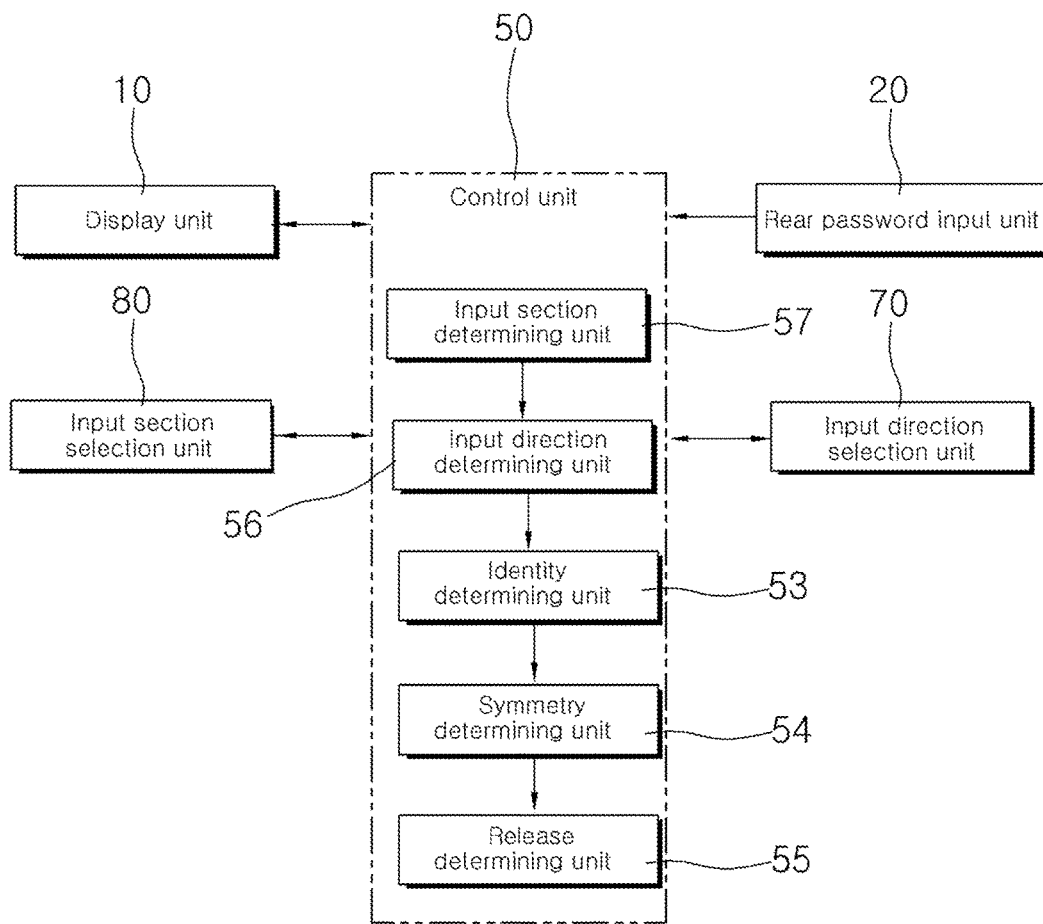 50
10
20
Control unit
Display unit
Rear password input unit
80
Input section
determining unit
57
70
Input section
selection unit
Input direction
determining unit
Input direction
selection unit
56
Identity
determining unit
53
Symmetry
determining unit
54
Release
determining unit
55